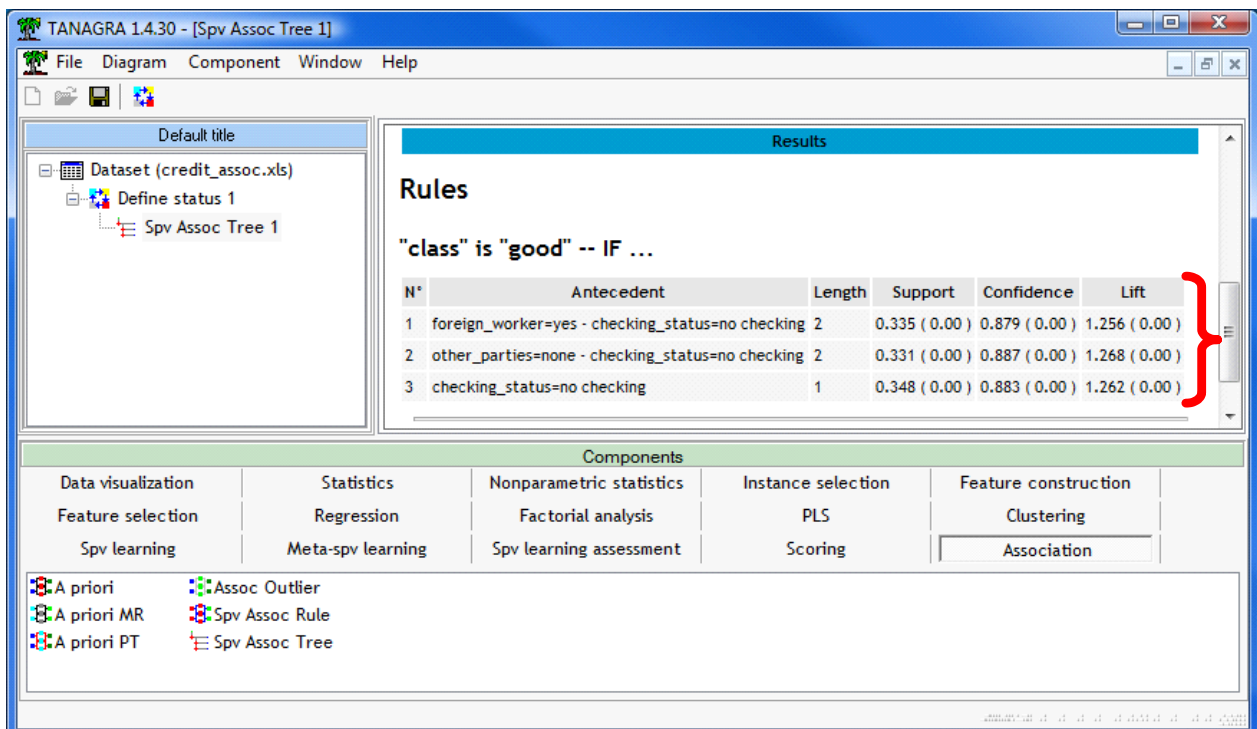 TANAGRA 1.4.30 - [Spv Assoc Tree 1]
File Diagram Component Window Help
Default title
Dataset (credit_assoc.xls)
Define status 1
Spv Assoc Tree 1
Results
Rules
"class" is "good" -- IF ...
N° Antecedent Length Support Confidence Lift
1 foreign_worker=yes - checking_status=no checking 2 0.335 ( 0.00 ) 0.879 ( 0.00 ) 1.256 ( 0.00 )
2 other_parties=none - checking_status=no checking 2 0.331 ( 0.00 ) 0.887 ( 0.00 ) 1.268 ( 0.00 )
3 checking_status=no checking 1 0.348 ( 0.00 ) 0.883 ( 0.00 ) 1.262 ( 0.00 )
Components
Data visualization Statistics Nonparametric statistics Instance selection Feature construction
Feature selection Regression Factorial analysis PLS Clustering
Spv learning Meta-spv learning Spv learning assessment Scoring Association
A priori Assoc Outlier
A priori MR Spv Assoc Rule
A priori PT Spv Assoc Tree